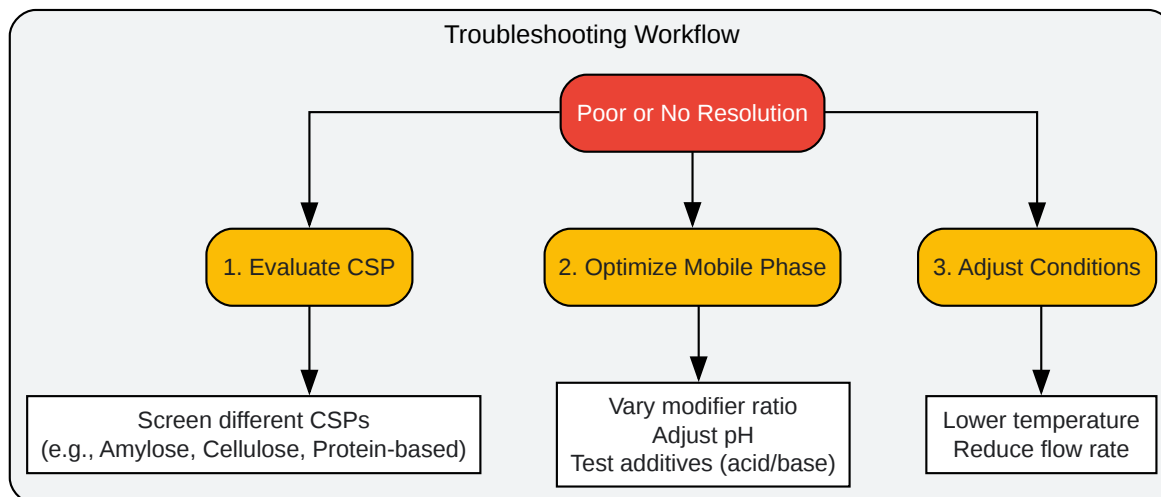 Troubleshooting Workflow
Poor or No Resolution
1. Evaluate CSP
2. Optimize Mobile Phase
3. Adjust Conditions
Screen different CSPs
(e.g., Amylose, Cellulose, Protein-based)
Vary modifier ratio
Adjust pH
Test additives (acid/base)
Lower temperature
Reduce flow rate